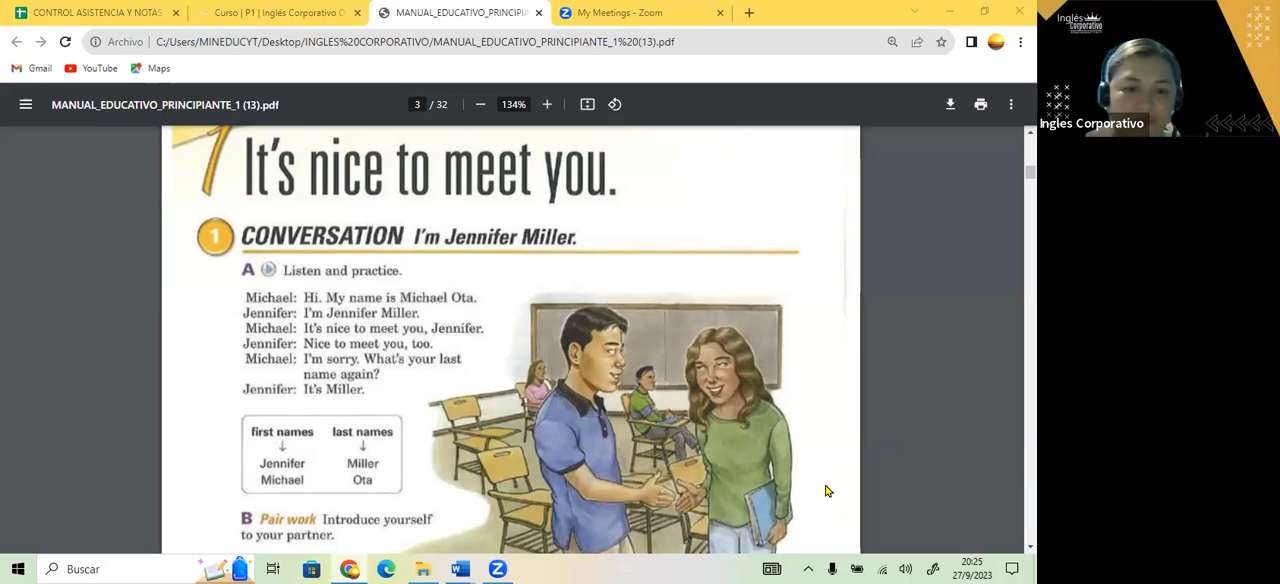 CONTROL ASISTENCIA Y NOTAS
Curso | P1 | Inglés Corporativo C
MANUAL_EDUCATIVO_PRINCIPIA
My Meetings - Zoom
Archivo
C:/Users/MINEDUCYT/Desktop/INGLES%20CORPORATIVO/MANUAL_EDUCATIVO_PRINCIPIANTE_1%20(13).pdf
Gmail
YouTube
Maps
MANUAL_EDUCATIVO_PRINCIPIANTE_1 (13).pdf
3 / 32
134%
1 It's nice to meet you.
1 CONVERSATION I'm Jennifer Miller.
A Listen and practice.
Michael: Hi. My name is Michael Ota.
Jennifer: I'm Jennifer Miller.
Michael: It's nice to meet you, Jennifer.
Jennifer: Nice to meet you, too.
Michael: I'm sorry. What's your last
name again?
Jennifer: It's Miller.
first names last names
Jennifer Miller
Michael Ota
B Pair work Introduce yourself
to your partner.
Inglés
Corporativo
Ingles Corporativo
Buscar
20:25
27/9/2023